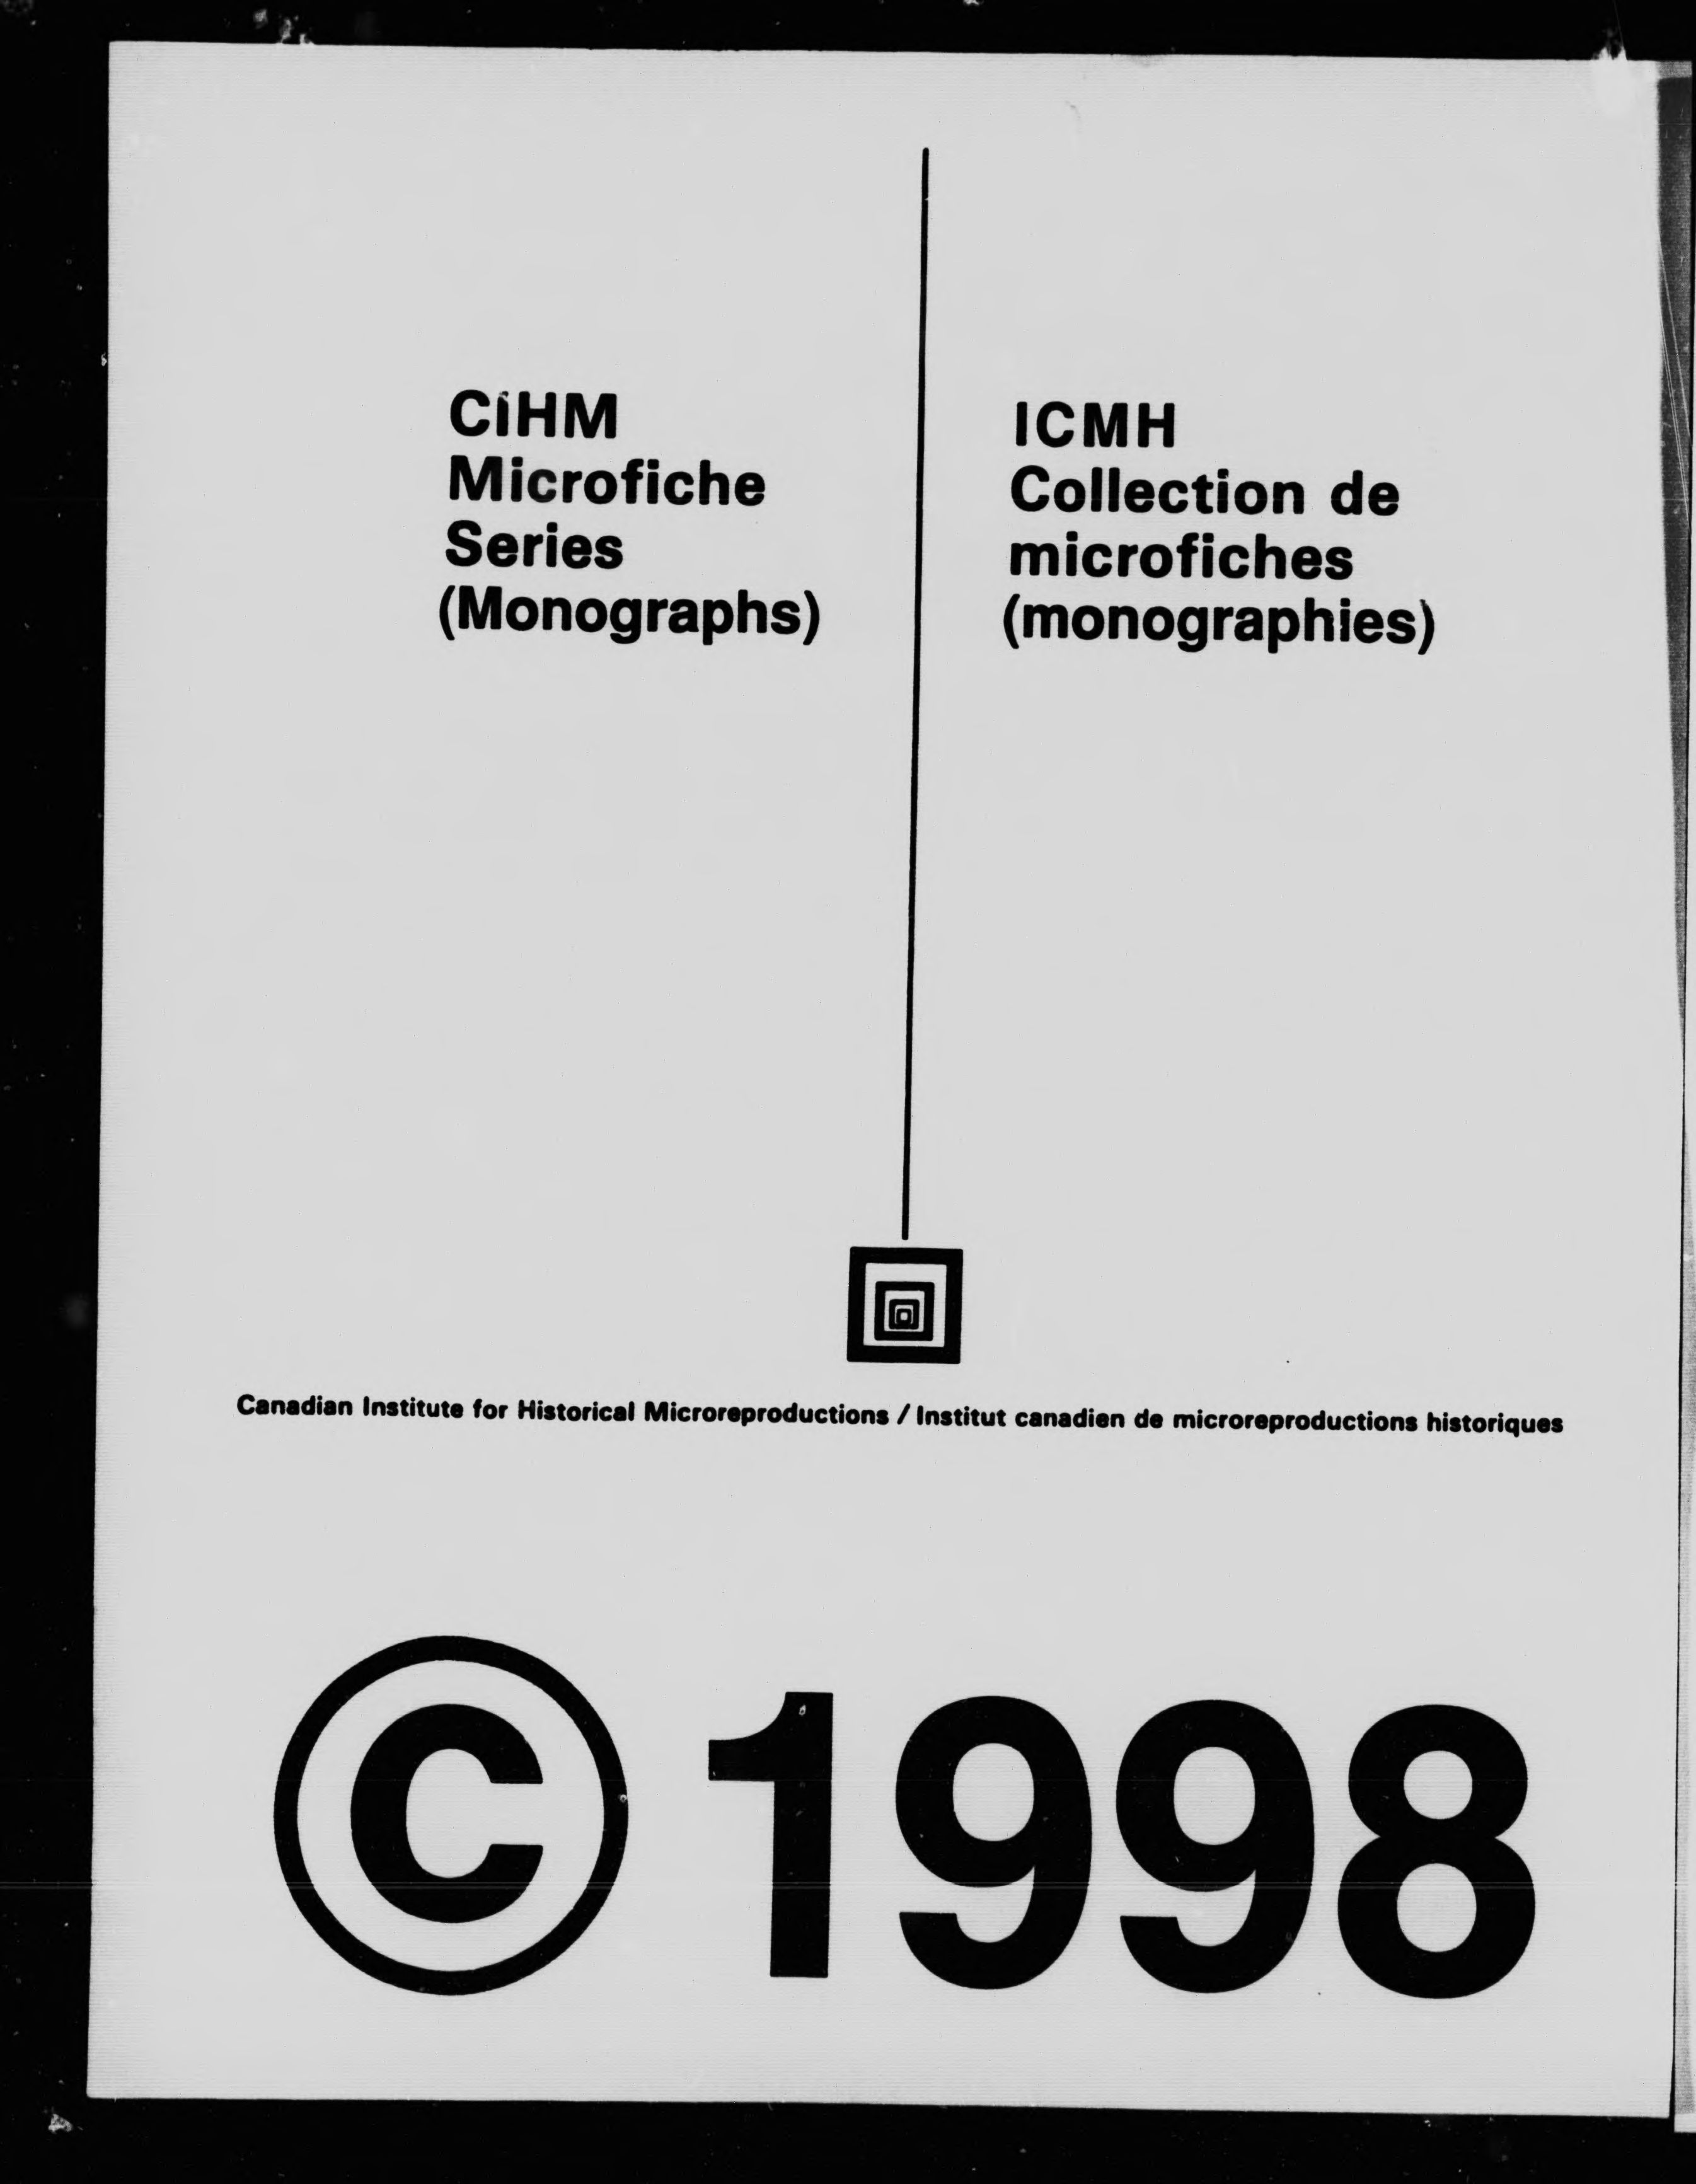 CIHM
Microfiche
Series
(Monographs)
ICMH
Collection de
microfiches
(monographies)
Canadian Institute for Historical Microreproductions / Institut canadien de microreproductions historiques
© 1998